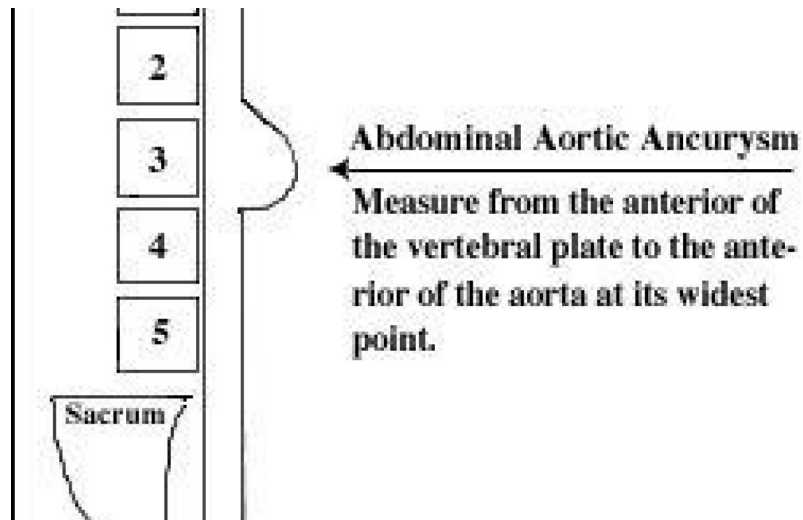 2
3
4
5
Sacrum
Abdominal Aortic Ancurysm
Measure from the anterior of
the vertebral plate to the ante-
rior of the aorta at its widest
point.